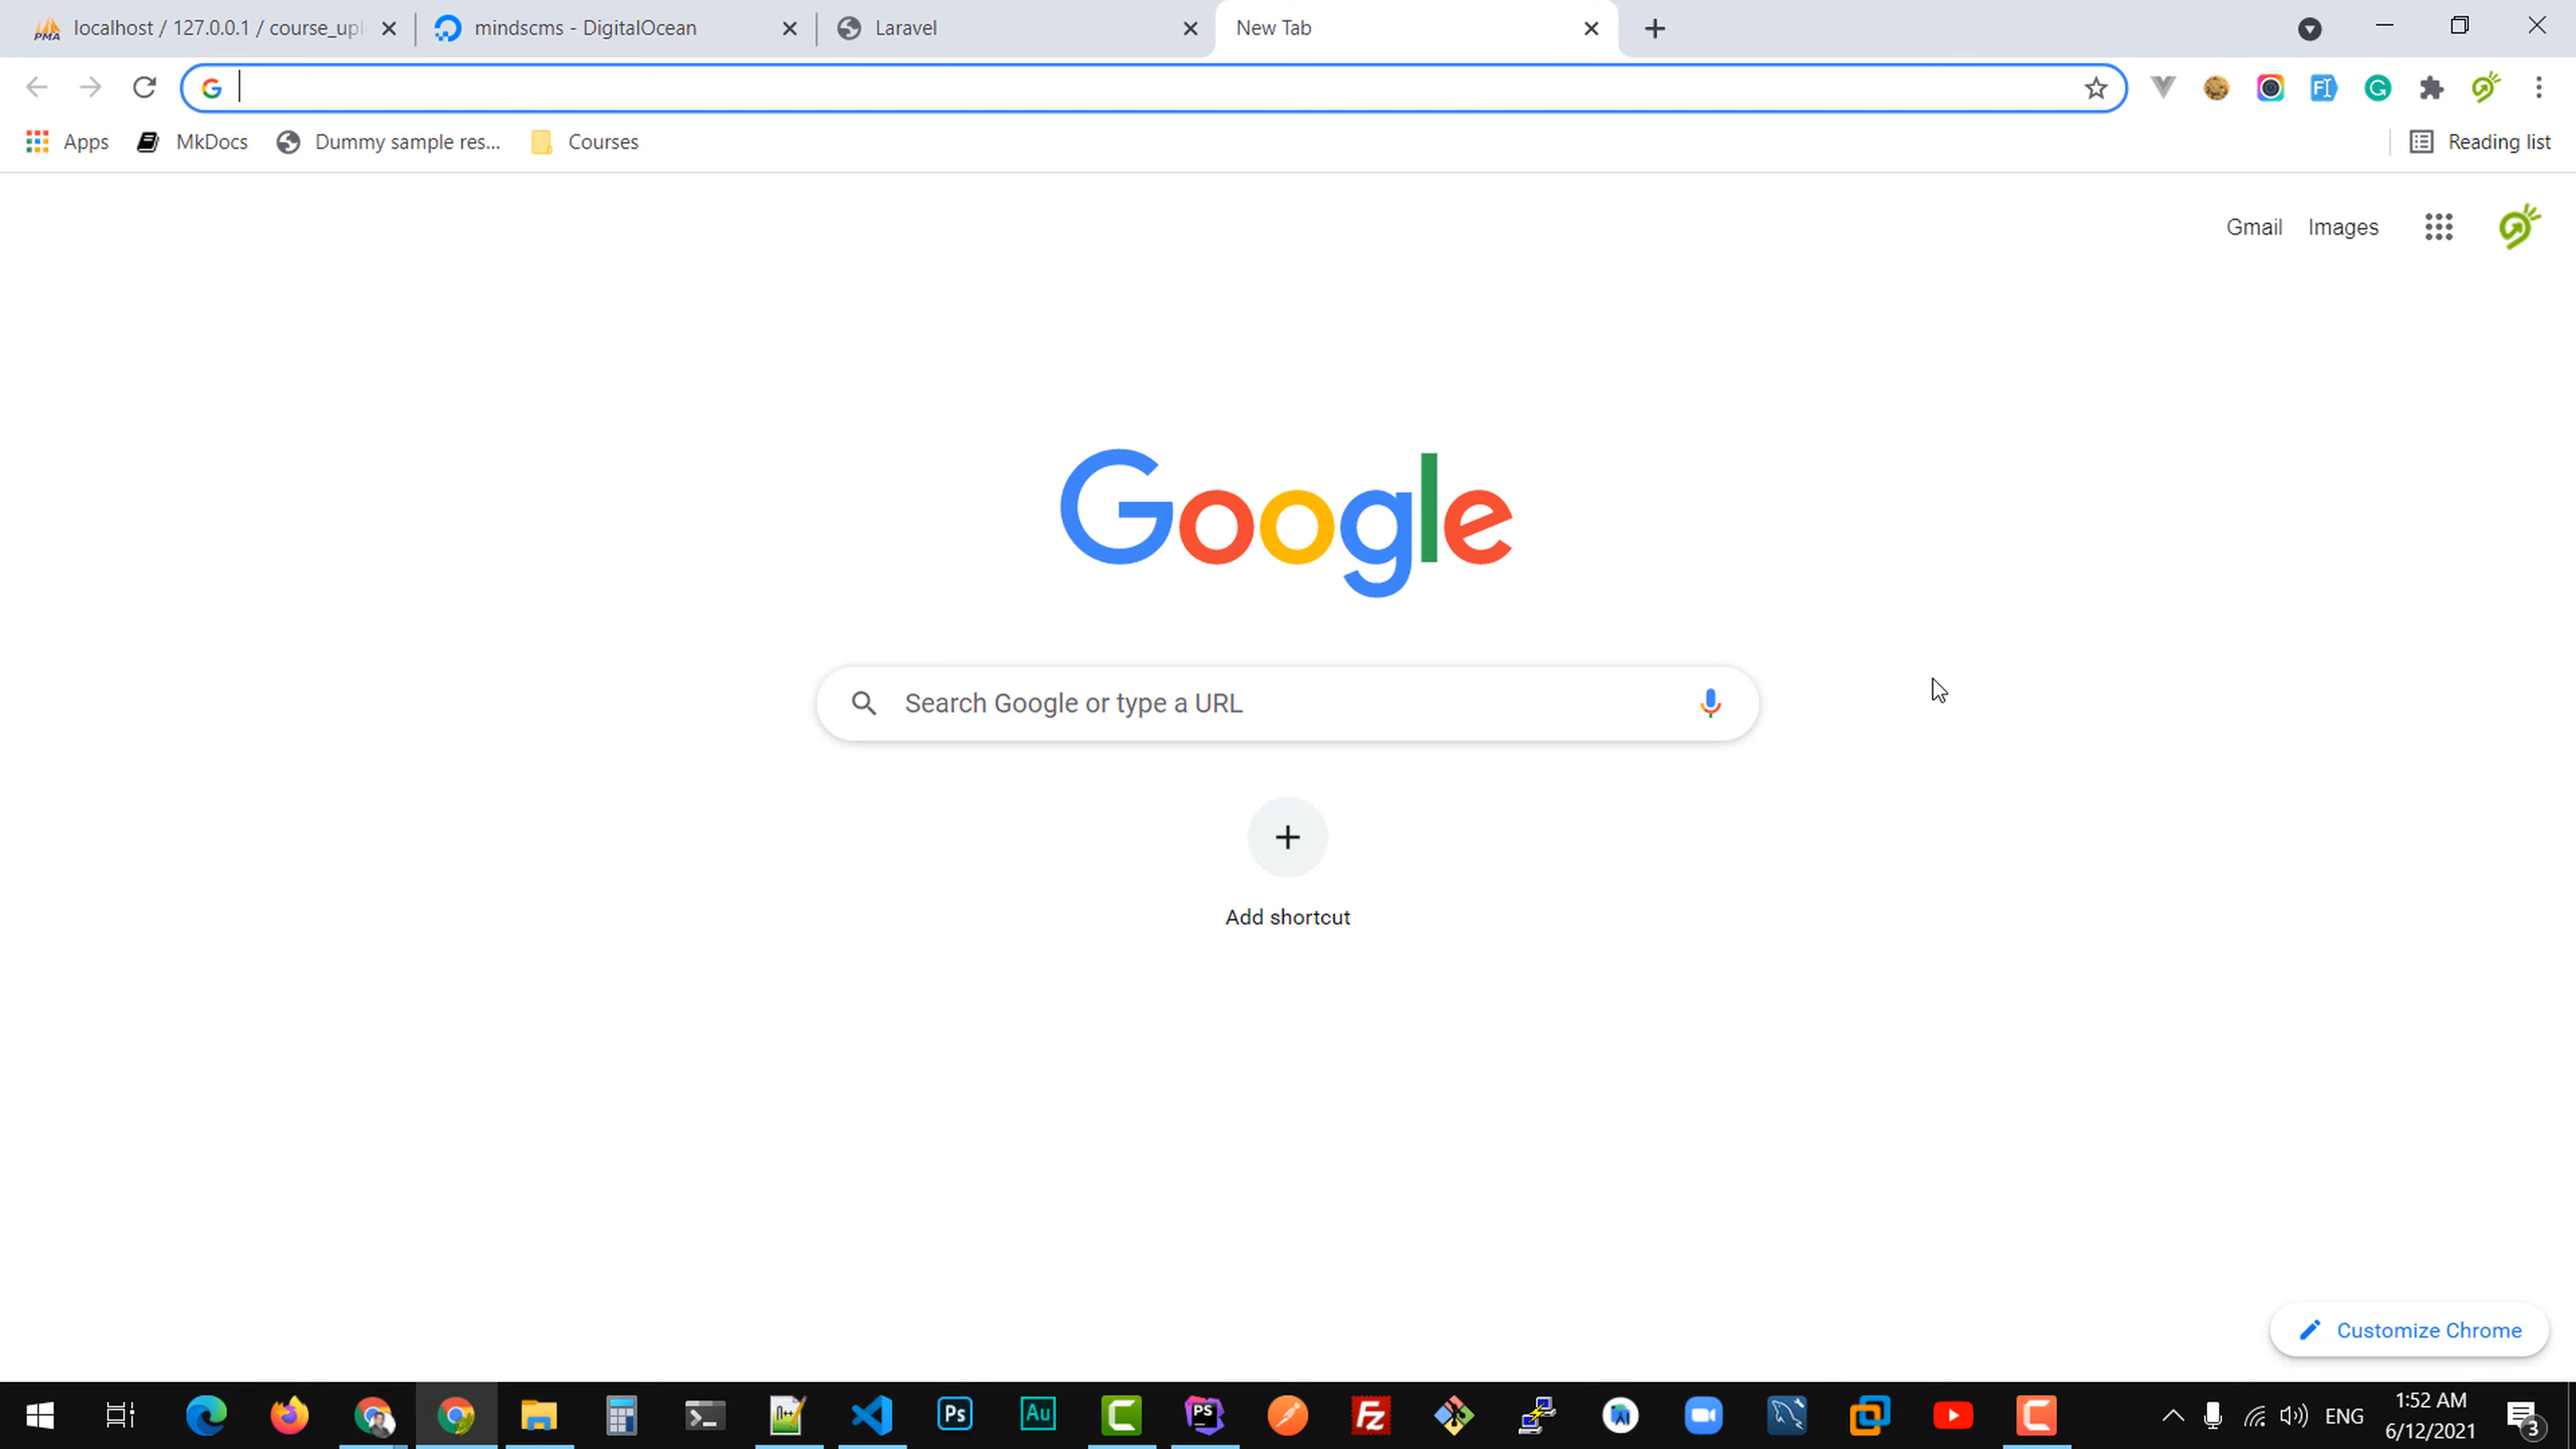 localhost / 127.0.0.1 / course_upl
mindscms - DigitalOcean
Laravel
New Tab
Apps
MkDocs
Dummy sample res...
Courses
Reading list
Gmail
Images
Google
Search Google or type a URL
Add shortcut
Customize Chrome
ENG
1:52 AM
6/12/2021
3